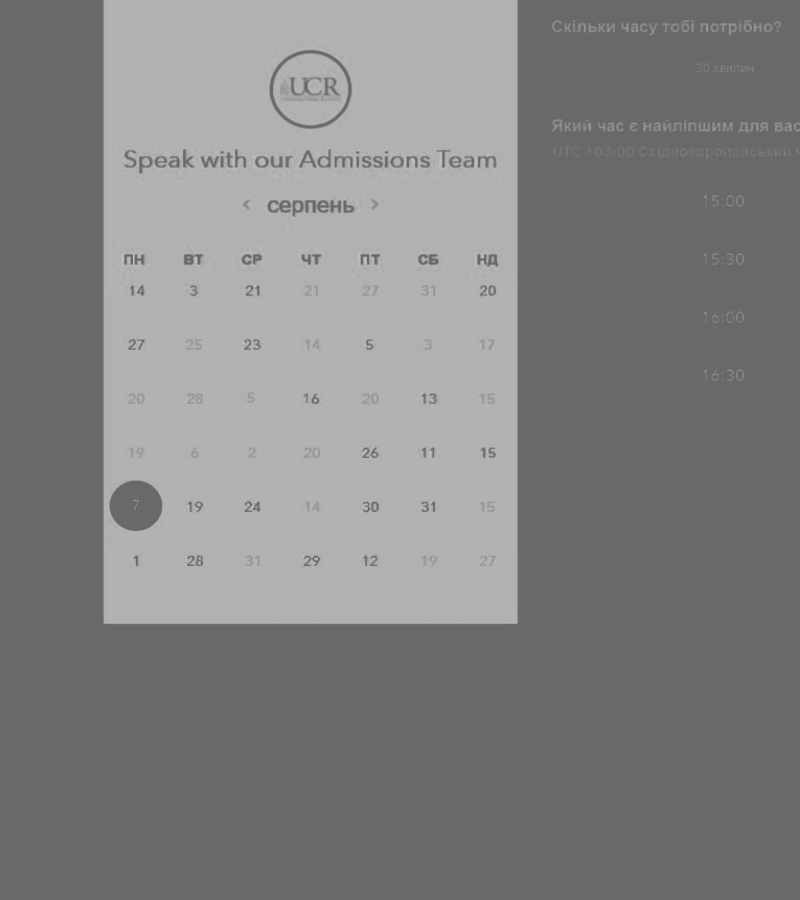 UCR
Speak with our Admissions Team
< серпень >
ПН ВТ СР ЧТ ПТ СБ НД
14 3 21 21 27 31 20
27 25 23 14 5 3 17
20 28 5 16 20 13 15
19 6 2 20 26 11 15
7 19 24 14 30 31 15
1 28 31 29 12 19 27
Скільки часу тобі потрібно?
30 хвилин
Який час є найліпшим для вас
UTC +03:00 Східноєвропейський ч
15:00
15:30
16:00
16:30